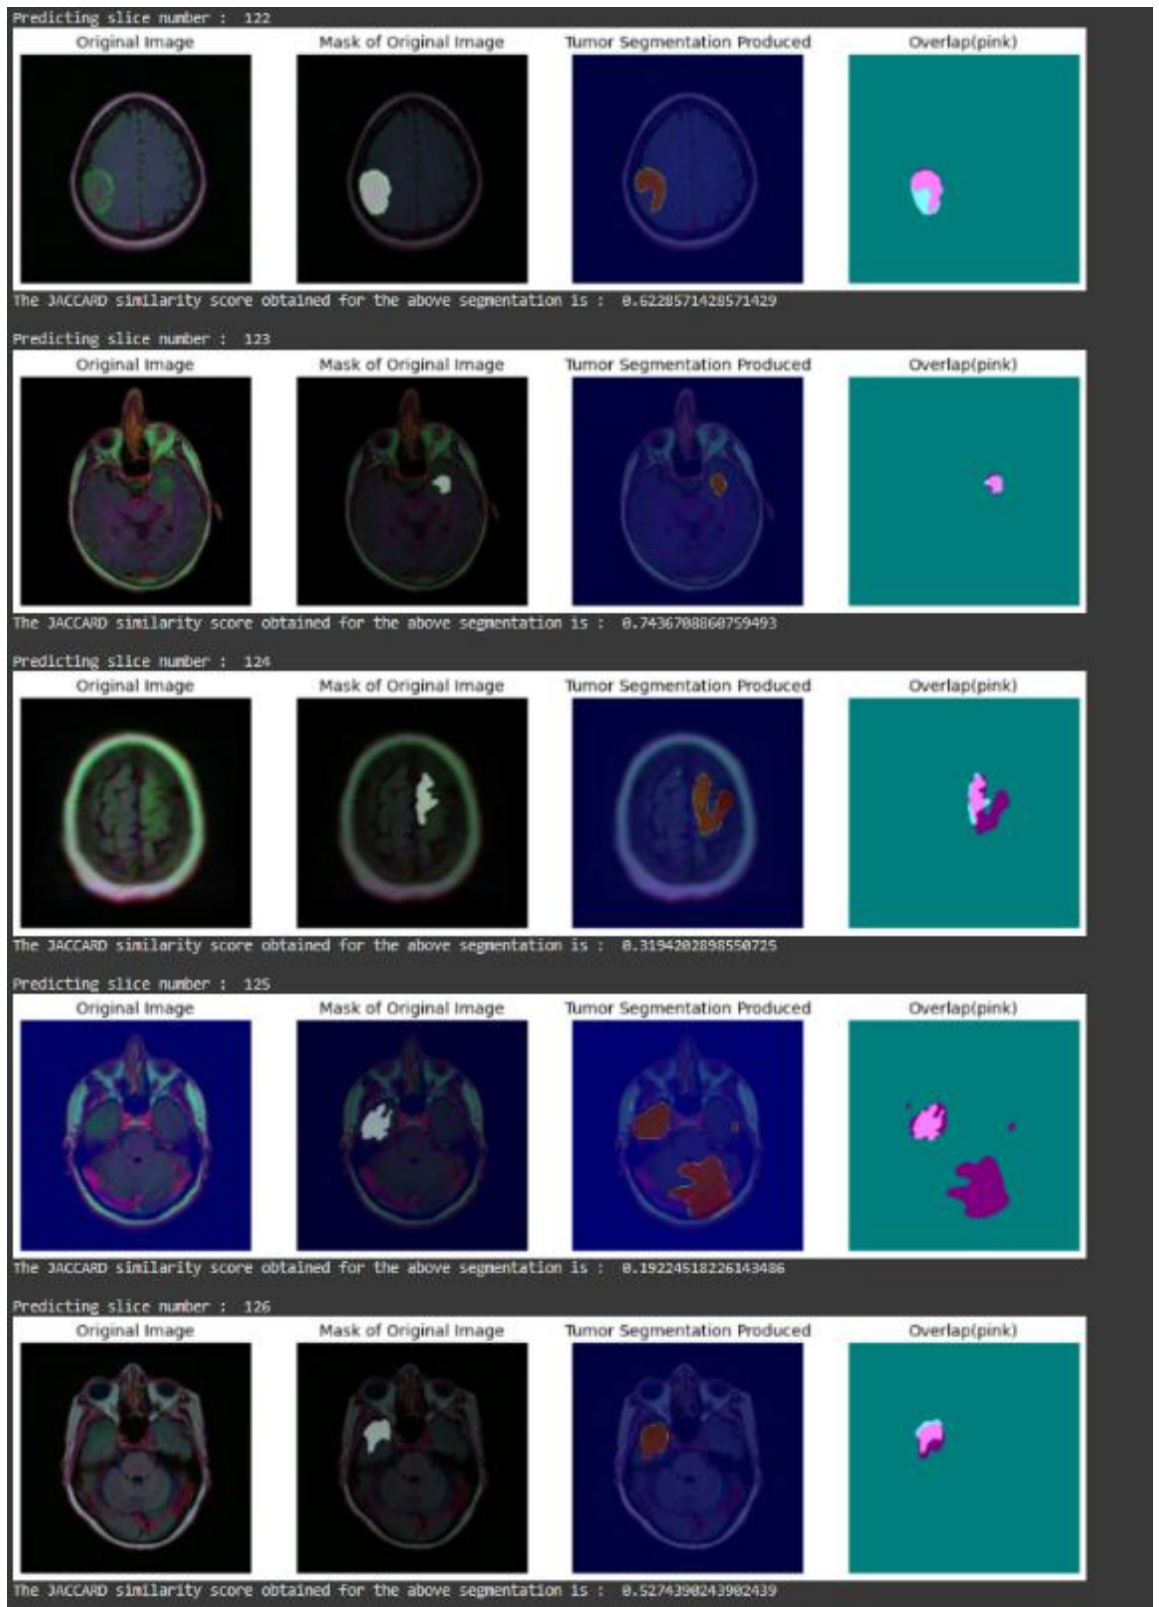 Predicting slice number :  122
Original Image Mask of Original Image Tumor Segmentation Produced Overlap(pink)
The JACCARD similarity score obtained for the above segmentation is :  0.6228571428571429
Predicting slice number :  123
Original Image Mask of Original Image Tumor Segmentation Produced Overlap(pink)
The JACCARD similarity score obtained for the above segmentation is :  0.7436708860759493
Predicting slice number :  124
Original Image Mask of Original Image Tumor Segmentation Produced Overlap(pink)
The JACCARD similarity score obtained for the above segmentation is :  0.3194202898550725
Predicting slice number :  125
Original Image Mask of Original Image Tumor Segmentation Produced Overlap(pink)
The JACCARD similarity score obtained for the above segmentation is :  0.19224518226143486
Predicting slice number :  126
Original Image Mask of Original Image Tumor Segmentation Produced Overlap(pink)
The JACCARD similarity score obtained for the above segmentation is :  0.5274390243902439